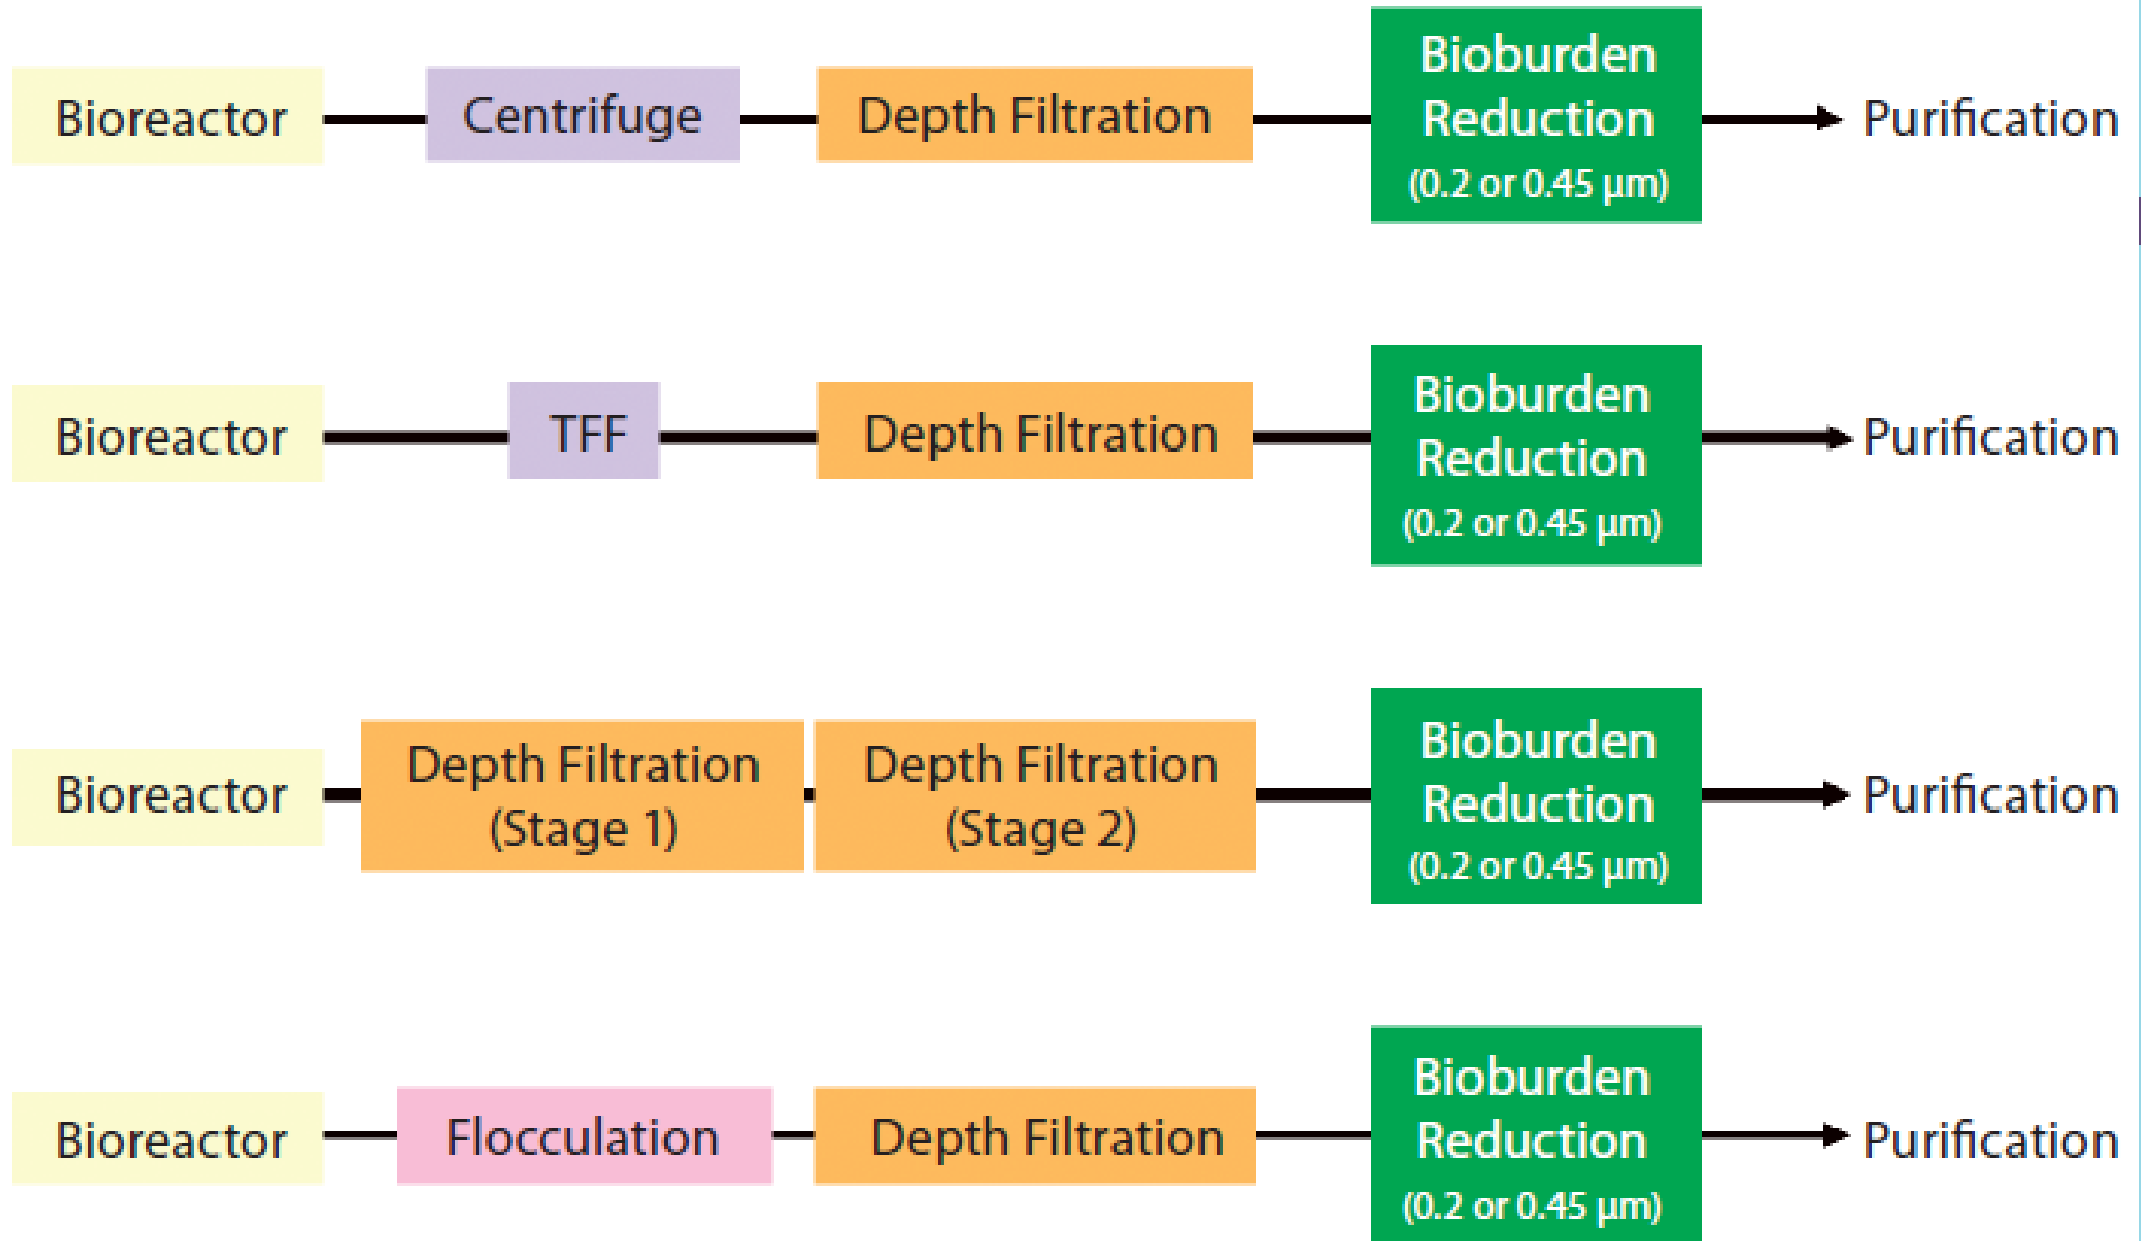 Bioreactor
Centrifuge
Depth Filtration
Bioburden
Reduction
(0.2 or 0.45 µm)
Purification
Bioreactor
TFF
Depth Filtration
Bioburden
Reduction
(0.2 or 0.45 µm)
Purification
Bioreactor
Depth Filtration
(Stage 1)
Depth Filtration
(Stage 2)
Bioburden
Reduction
(0.2 or 0.45 µm)
Purification
Bioreactor
Flocculation
Depth Filtration
Bioburden
Reduction
(0.2 or 0.45 µm)
Purification